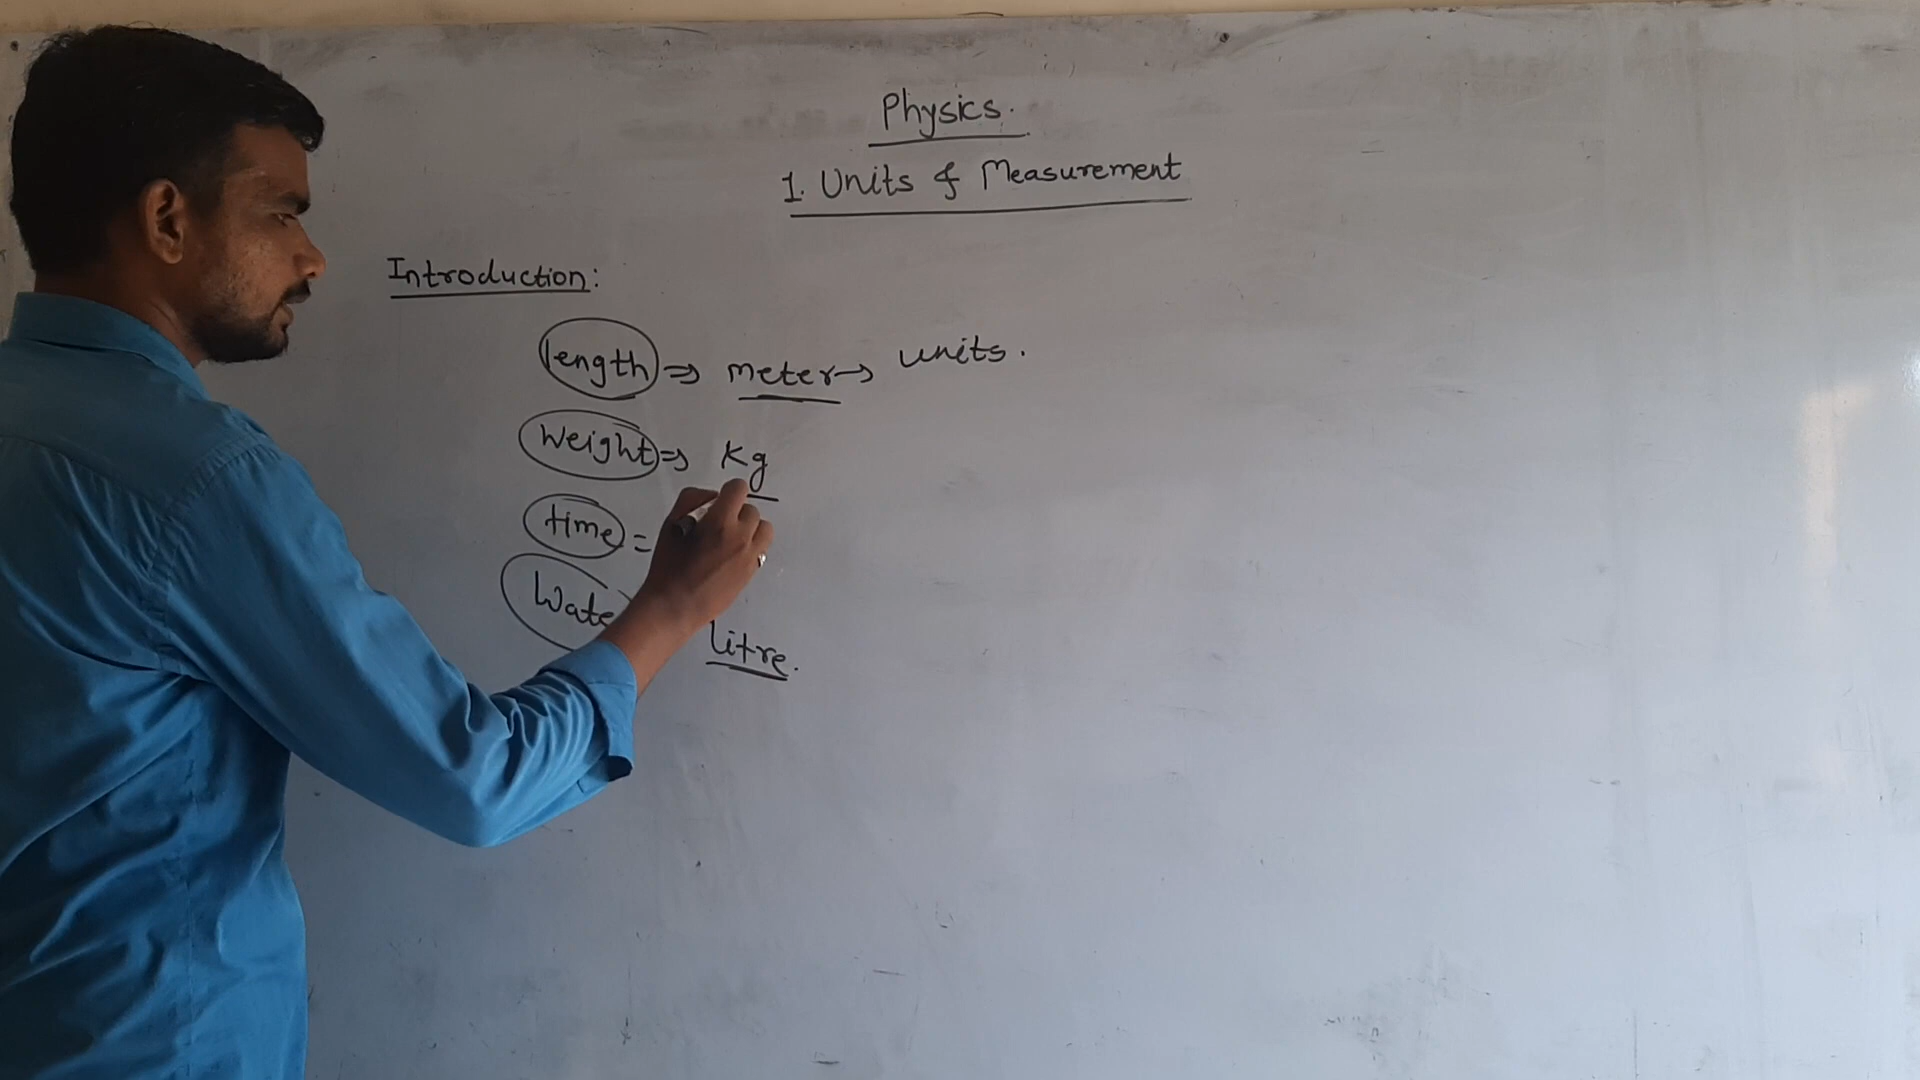 Physics.
1. Units & Measurement
Introduction:
length ⇒ meter → units.
Weight ⇒ Kg
time =
litre.